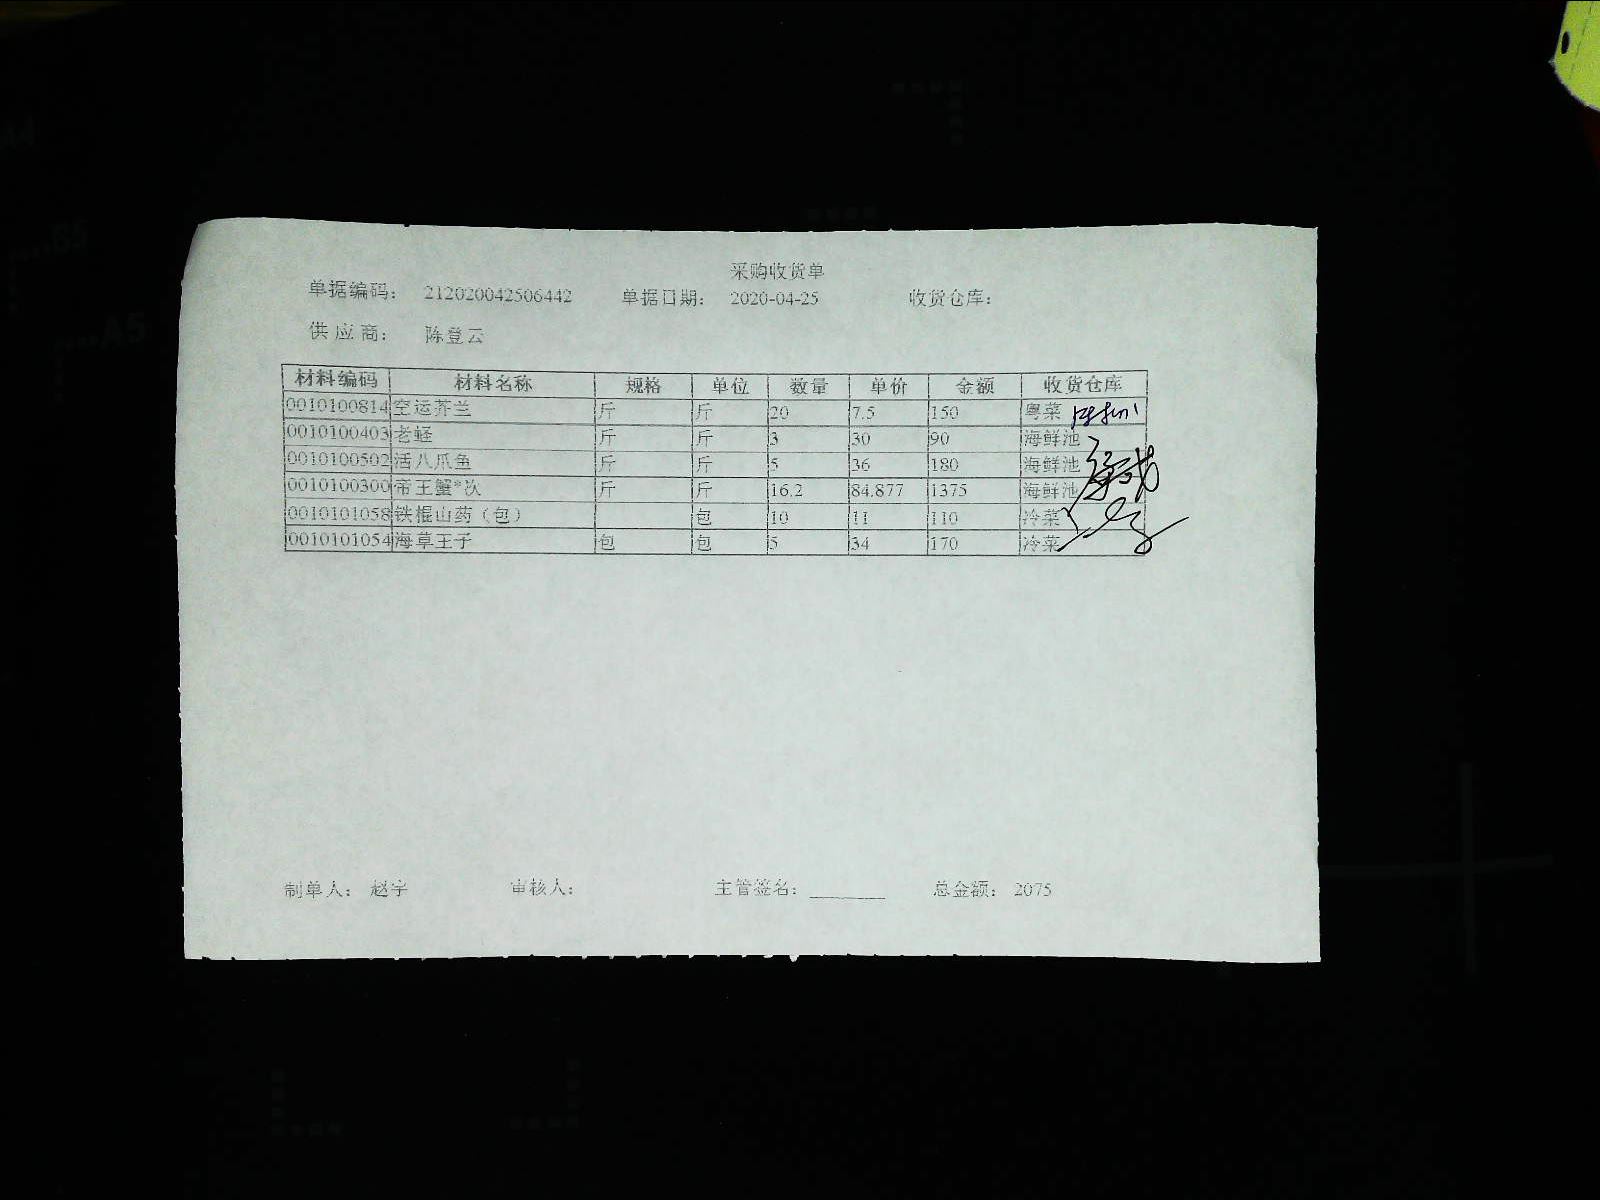 采购收货单
单据编码： 212020042506442 单据日期： 2020-04-25 收货仓库：
供应商： 陈登云
材料编码 材料名称 规格 单位 数量 单价 金额 收货仓库
0010100814 空运芥兰 斤 斤 20 7.5 150 粤菜
0010100403 老蛏 斤 斤 3 30 90 海鲜池
0010100502 活八爪鱼 斤 斤 5 36 180 海鲜池
0010100300 帝王蟹*次 斤 斤 16.2 84.877 1375 海鲜池
0010101058 铁棍山药（包） 包 10 11 110 冷菜
0010101054 海草王子 包 包 5 34 170 冷菜
制单人： 赵宇 审核人： 主管签名： 总金额： 2075